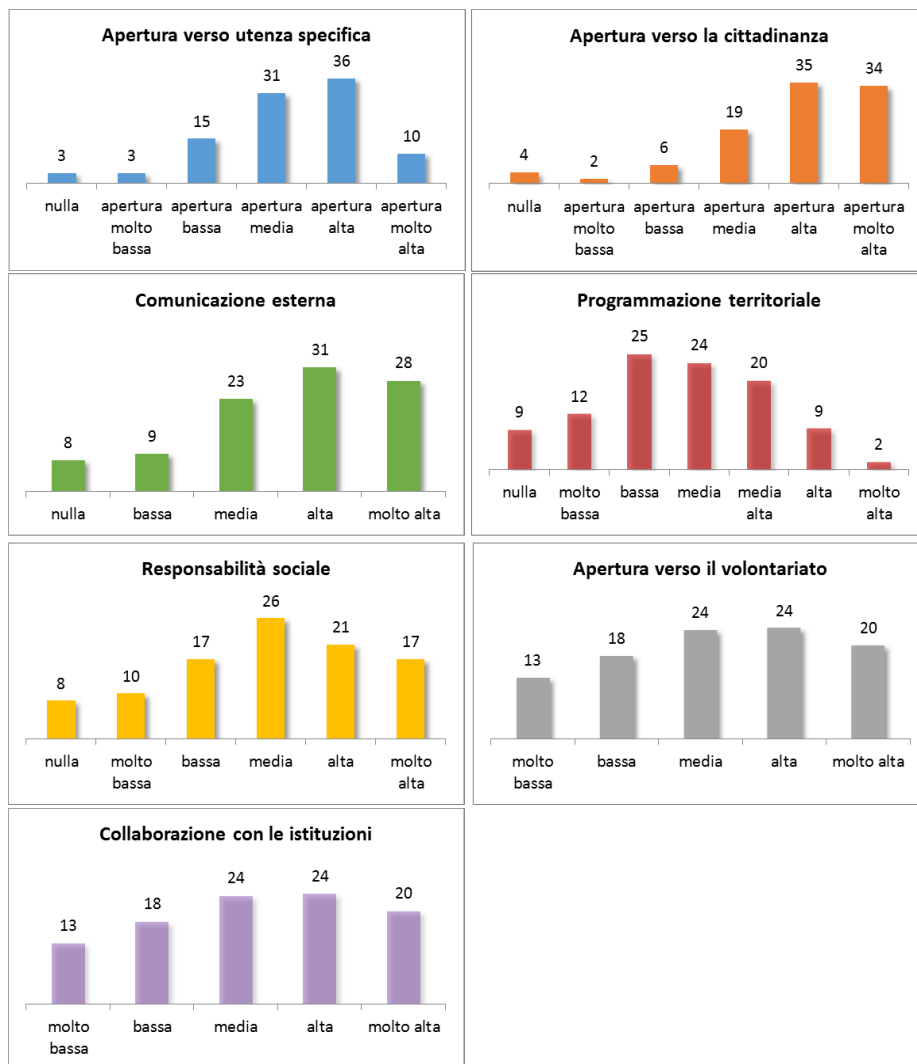 Apertura verso utenza specifica
3
3
15
31
36
10
nulla
apertura molto bassa
apertura bassa
apertura media
apertura alta
apertura molto alta
Apertura verso la cittadinanza
4
2
6
19
35
34
nulla
apertura molto bassa
apertura bassa
apertura media
apertura alta
apertura molto alta
Comunicazione esterna
8
9
23
31
28
nulla
bassa
media
alta
molto alta
Programmazione territoriale
9
12
25
24
20
9
2
nulla
molto bassa
bassa
media
media alta
alta
molto alta
Responsabilità sociale
8
10
17
26
21
17
nulla
molto bassa
bassa
media
alta
molto alta
Apertura verso il volontariato
13
18
24
24
20
molto bassa
bassa
media
alta
molto alta
Collaborazione con le istituzioni
13
18
24
24
20
molto bassa
bassa
media
alta
molto alta